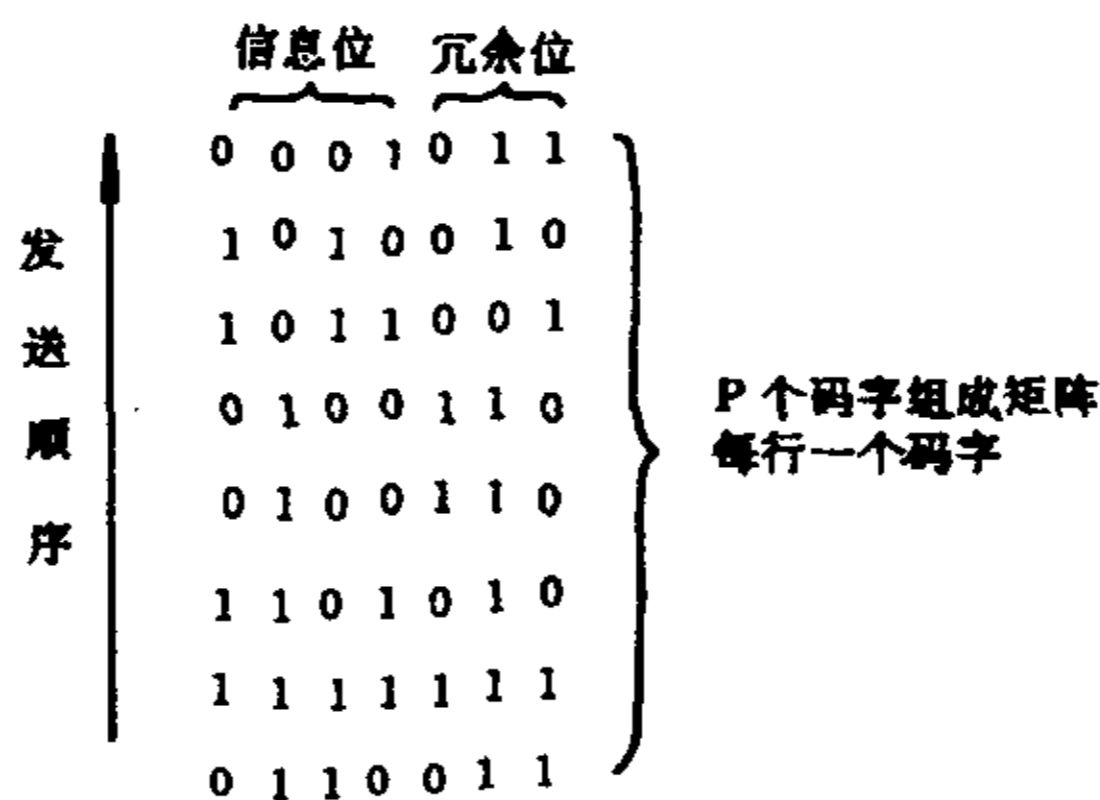 信息位 冗余位
0 0 0 1 0 1 1
1 0 1 0 0 1 0
1 0 1 1 0 0 1
0 1 0 0 1 1 0
0 1 0 0 1 1 0
1 1 0 1 0 1 0
1 1 1 1 1 1 1
0 1 1 0 0 1 1
发送顺序
P 个码字组成矩阵
每行一个码字